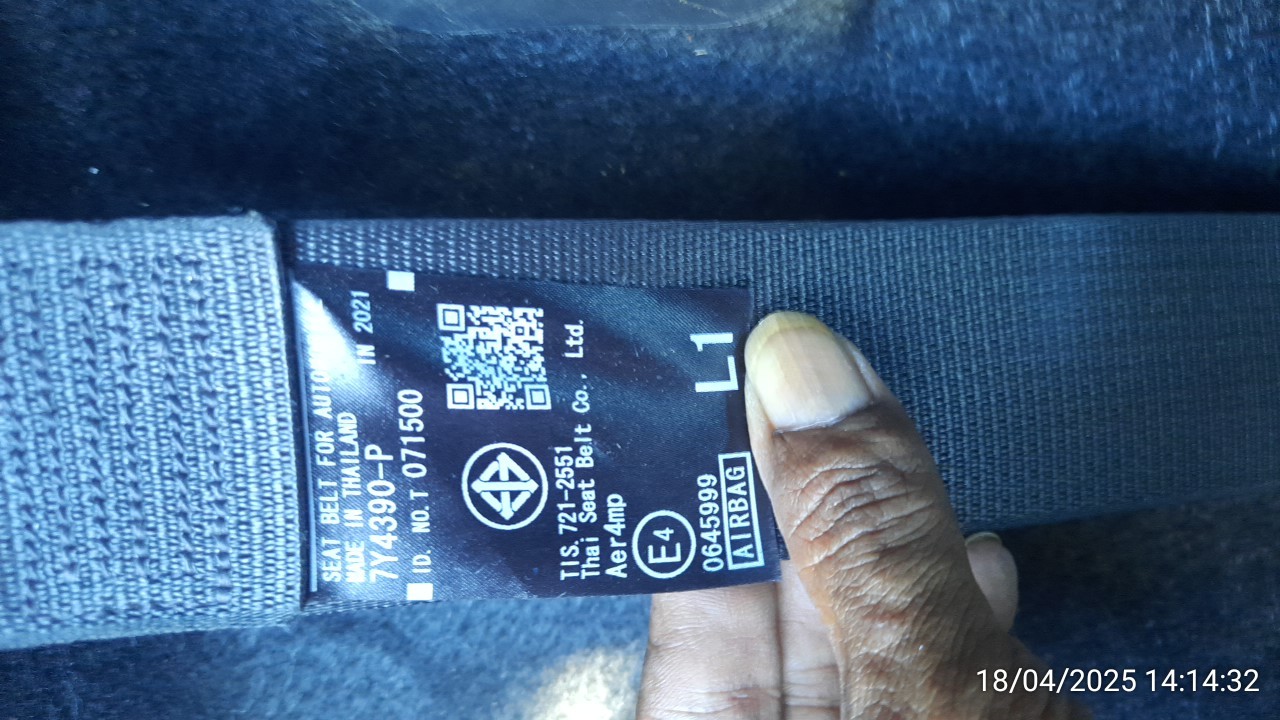 SEAT BELT FOR
MADE IN THAILAND IN 2021
7Y4390-P
ID. NO.T 071500
TIS. 721-2551
Thai Seat Belt Co., Ltd.
Aer4mp
E4
0645999
AIRBAG
L1
18/04/2025 14:14:32